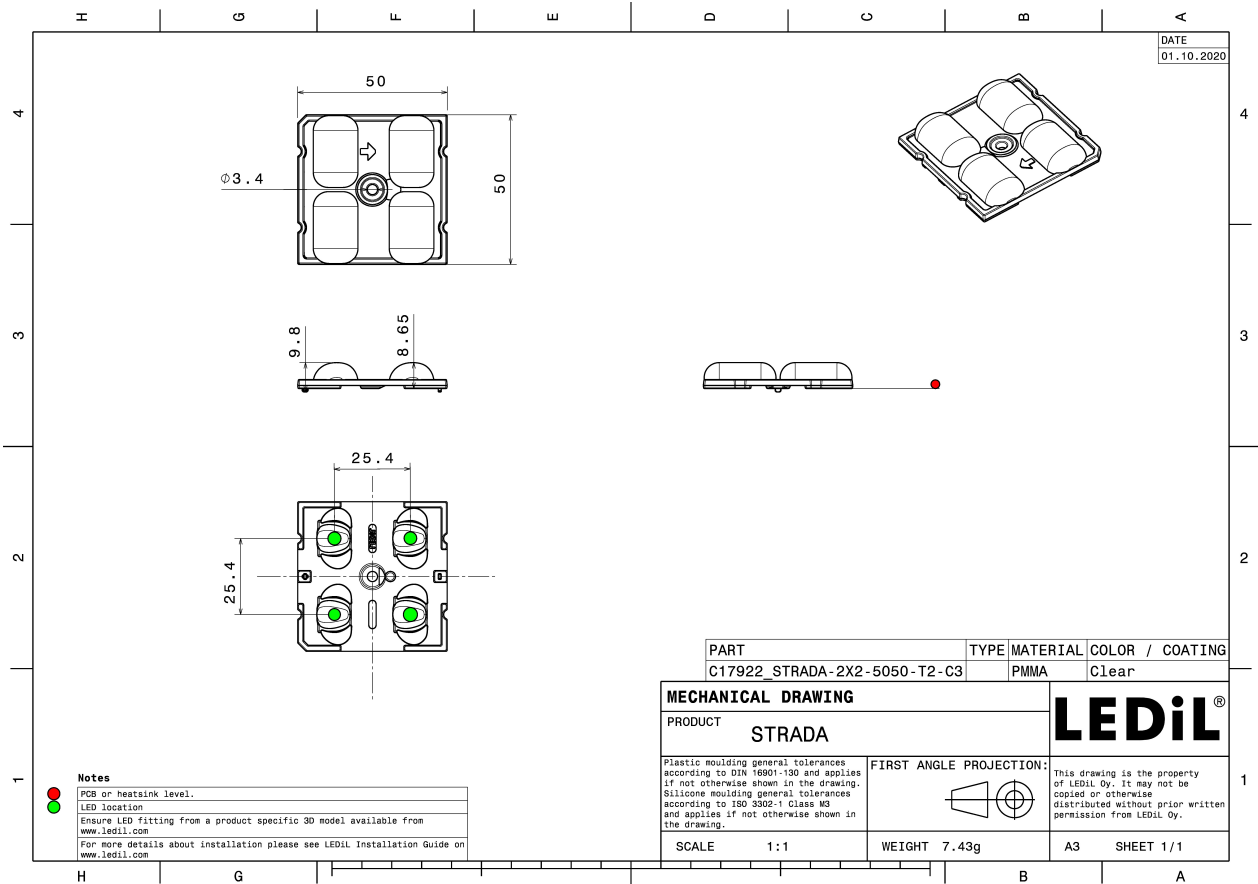 H G F E D C B A
DATE
01.10.2020
4
4
50
50
Ø3.4
3
3
9.8
8.65
25.4
25.4
2
2
PART TYPE MATERIAL COLOR / COATING
C17922_STRADA-2X2-5050-T2-C3 PMMA Clear
MECHANICAL DRAWING
PRODUCT
STRADA
LEDiL®
Plastic moulding general tolerances
according to DIN 16901-130 and applies
if not otherwise shown in the drawing.
Silicone moulding general tolerances
according to ISO 3302-1 Class M3
and applies if not otherwise shown in
the drawing.
FIRST ANGLE PROJECTION:
This drawing is the property
of LEDiL Oy. It may not be
copied or otherwise
distributed without prior written
permission from LEDiL Oy.
SCALE 1:1
WEIGHT 7.43g
A3 SHEET 1/1
1
1
Notes
PCB or heatsink level.
LED location
Ensure LED fitting from a product specific 3D model available from
www.ledil.com
For more details about installation please see LEDiL Installation Guide on
www.ledil.com
H G B A